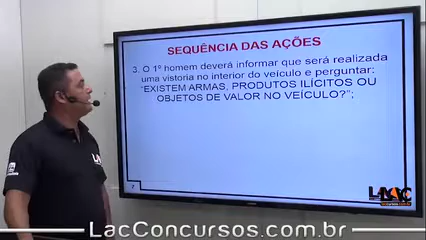 SEQUÊNCIA DAS AÇÕES
3. O 1º homem deverá informar que será realizada
uma vistoria no interior do veículo e perguntar:
"EXISTEM ARMAS, PRODUTOS ILÍCITOS OU
OBJETOS DE VALOR NO VEÍCULO?";
LacConcursos.com.br